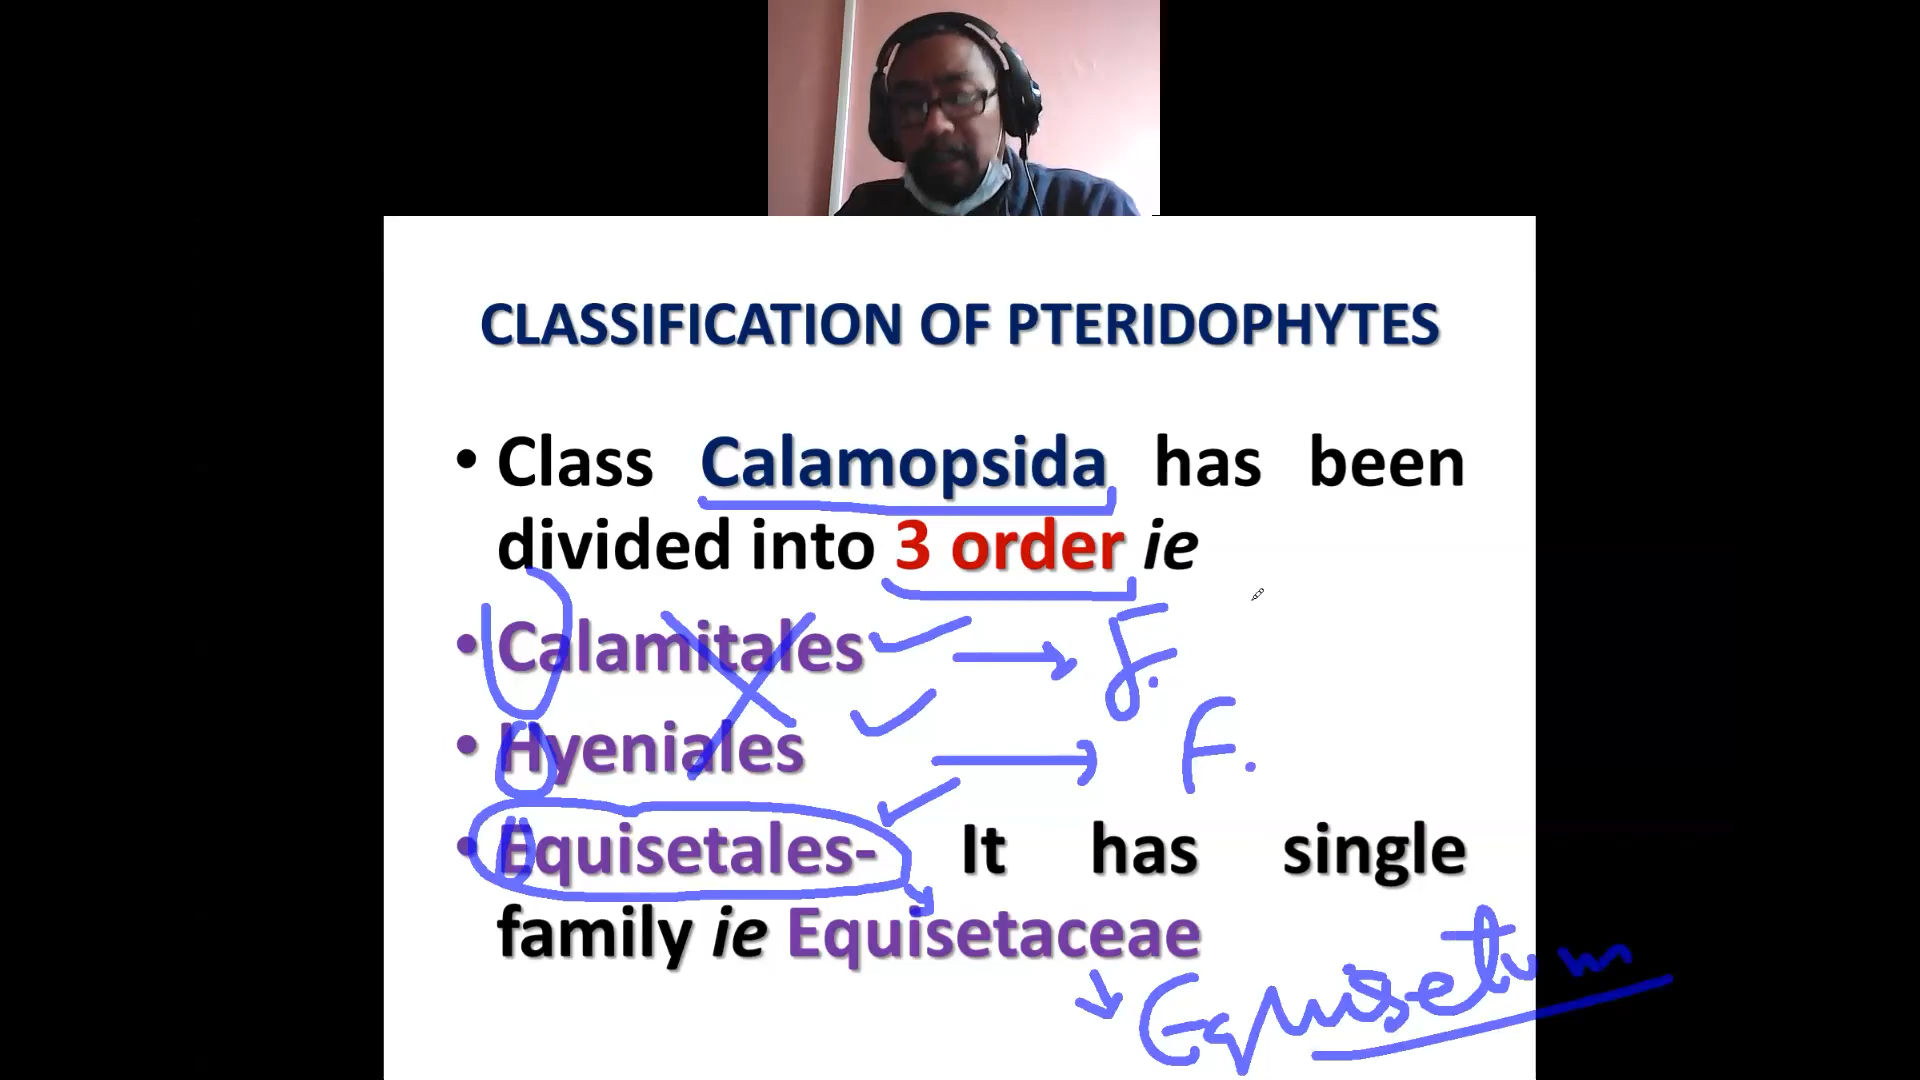 CLASSIFICATION OF PTERIDOPHYTES
• Class Calamopsida has been
divided into 3 order ie
• Calamitales F.
• Hyeniales F.
• Equisetales- It has single
family ie Equisetaceae
Equisetum